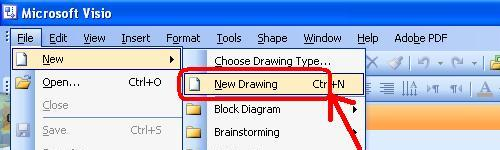 Microsoft Visio
File Edit View Insert Format Tools Shape Window Help Adobe PDF
New
Open... Ctrl+O
Close
Save Ctrl+S
Choose Drawing Type...
New Drawing Ctrl+N
Block Diagram
Brainstorming